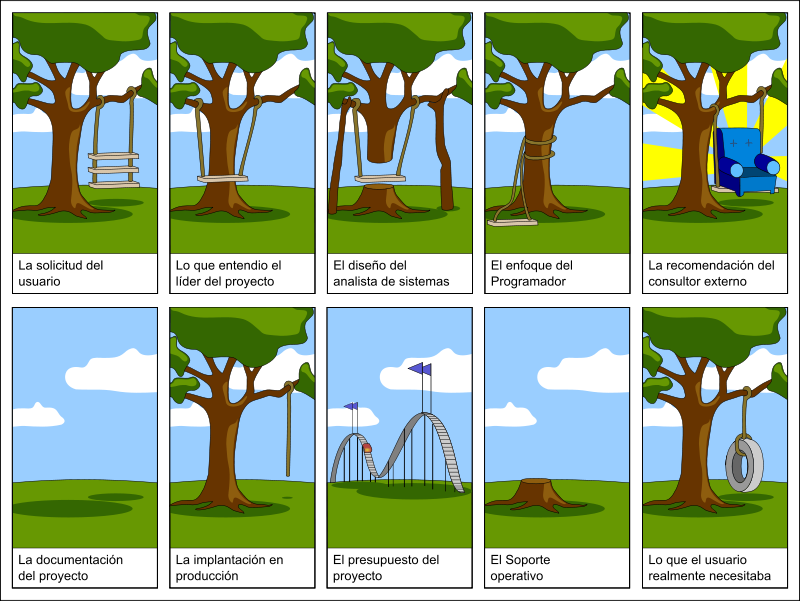 La solicitud del
usuario
Lo que entendio el
líder del proyecto
El diseño del
analista de sistemas
El enfoque del
Programador
La recomendación del
consultor externo
La documentación
del proyecto
La implantación en
producción
El presupuesto del
proyecto
El Soporte
operativo
Lo que el usuario
realmente necesitaba